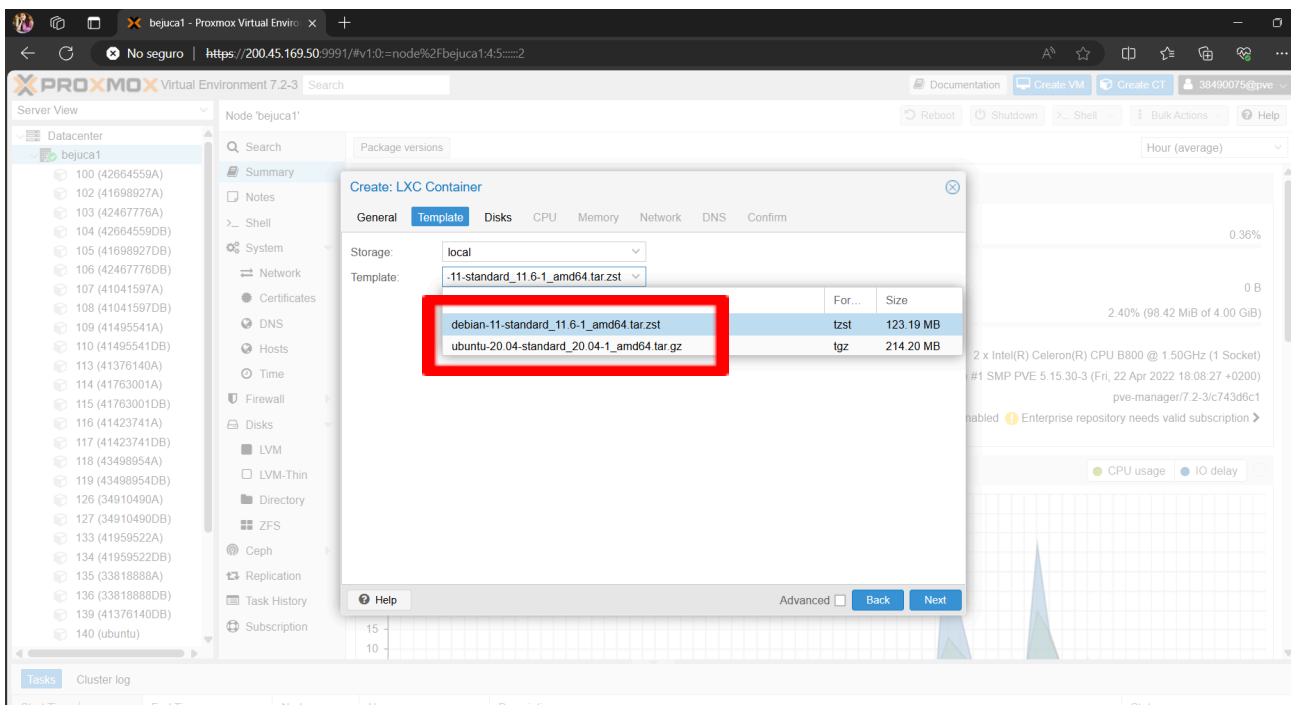 bejuca1 - Proxmox Virtual Enviro
No seguro | https://200.45.169.50:9991/#v1:0:=node%2Fbejuca1:4:5::::::2
PROXMOX Virtual Environment 7.2-3 Search
Documentation Create VM Create CT 38490075@pve
Server View
Node 'bejuca1'
Reboot Shutdown Shell Bulk Actions Help
Datacenter
bejuca1
100 (42664559A)
102 (41698927A)
103 (42467776A)
104 (42664559DB)
105 (41698927DB)
106 (42467776DB)
107 (41041597A)
108 (41041597DB)
109 (41495541A)
110 (41495541DB)
113 (41376140A)
114 (41763001A)
115 (41763001DB)
116 (41423741A)
117 (41423741DB)
118 (43498954A)
119 (43498954DB)
126 (34910490A)
127 (34910490DB)
133 (41959522A)
134 (41959522DB)
135 (33818888A)
136 (33818888DB)
139 (41376140DB)
140 (ubuntu)
Search
Summary
Notes
Shell
System
Network
Certificates
DNS
Hosts
Time
Firewall
Disks
LVM
LVM-Thin
Directory
ZFS
Ceph
Replication
Task History
Subscription
Package versions
Hour (average)
Create: LXC Container
General Template Disks CPU Memory Network DNS Confirm
Storage: local
Template: -11-standard_11.6-1_amd64.tar.zst
For... Size
debian-11-standard_11.6-1_amd64.tar.zst tzst 123.19 MB
ubuntu-20.04-standard_20.04-1_amd64.tar.gz tgz 214.20 MB
Help Advanced Back Next
0.36%
0 B
2.40% (98.42 MiB of 4.00 GiB)
2 x Intel(R) Celeron(R) CPU B800 @ 1.50GHz (1 Socket)
#1 SMP PVE 5.15.30-3 (Fri, 22 Apr 2022 18:08:27 +0200)
pve-manager/7.2-3/c743d6c1
Enterprise repository needs valid subscription
CPU usage IO delay
15
10
Tasks Cluster log